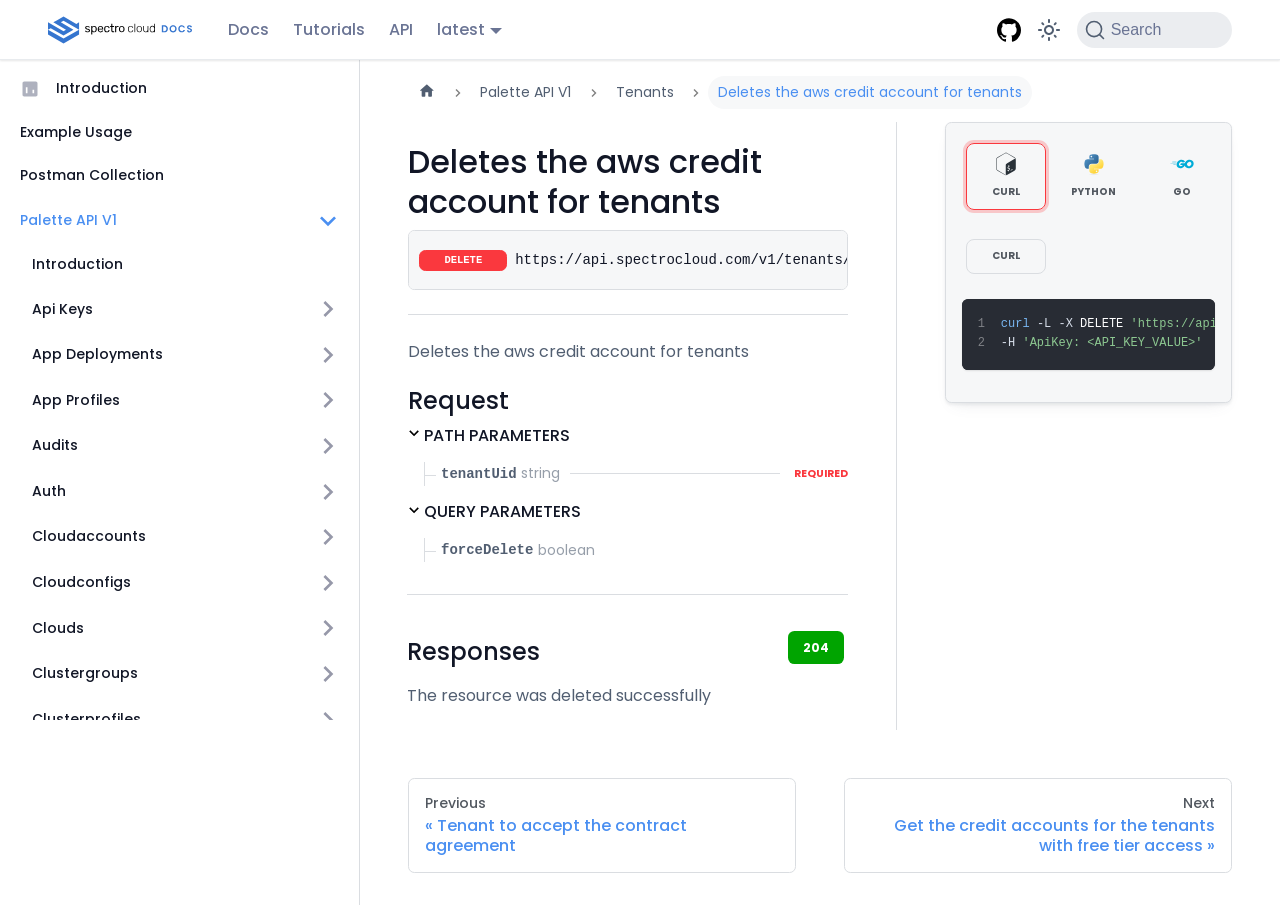 spectro cloud DOCS
Docs
Tutorials
API
latest
Search
Introduction
Example Usage
Postman Collection
Palette API V1
Introduction
Api Keys
App Deployments
App Profiles
Audits
Auth
Cloudaccounts
Cloudconfigs
Clouds
Clustergroups
Clusterprofiles
Palette API V1
Tenants
Deletes the aws credit account for tenants
Deletes the aws credit
account for tenants
DELETE https://api.spectrocloud.com/v1/tenants/
Deletes the aws credit account for tenants
Request
PATH PARAMETERS
tenantUid string REQUIRED
QUERY PARAMETERS
forceDelete boolean
Responses
204
The resource was deleted successfully
CURL
PYTHON
GO
CURL
1 curl -L -X DELETE 'https://api
2 -H 'ApiKey: <API_KEY_VALUE>'
Previous
« Tenant to accept the contract
agreement
Next
Get the credit accounts for the tenants
with free tier access »